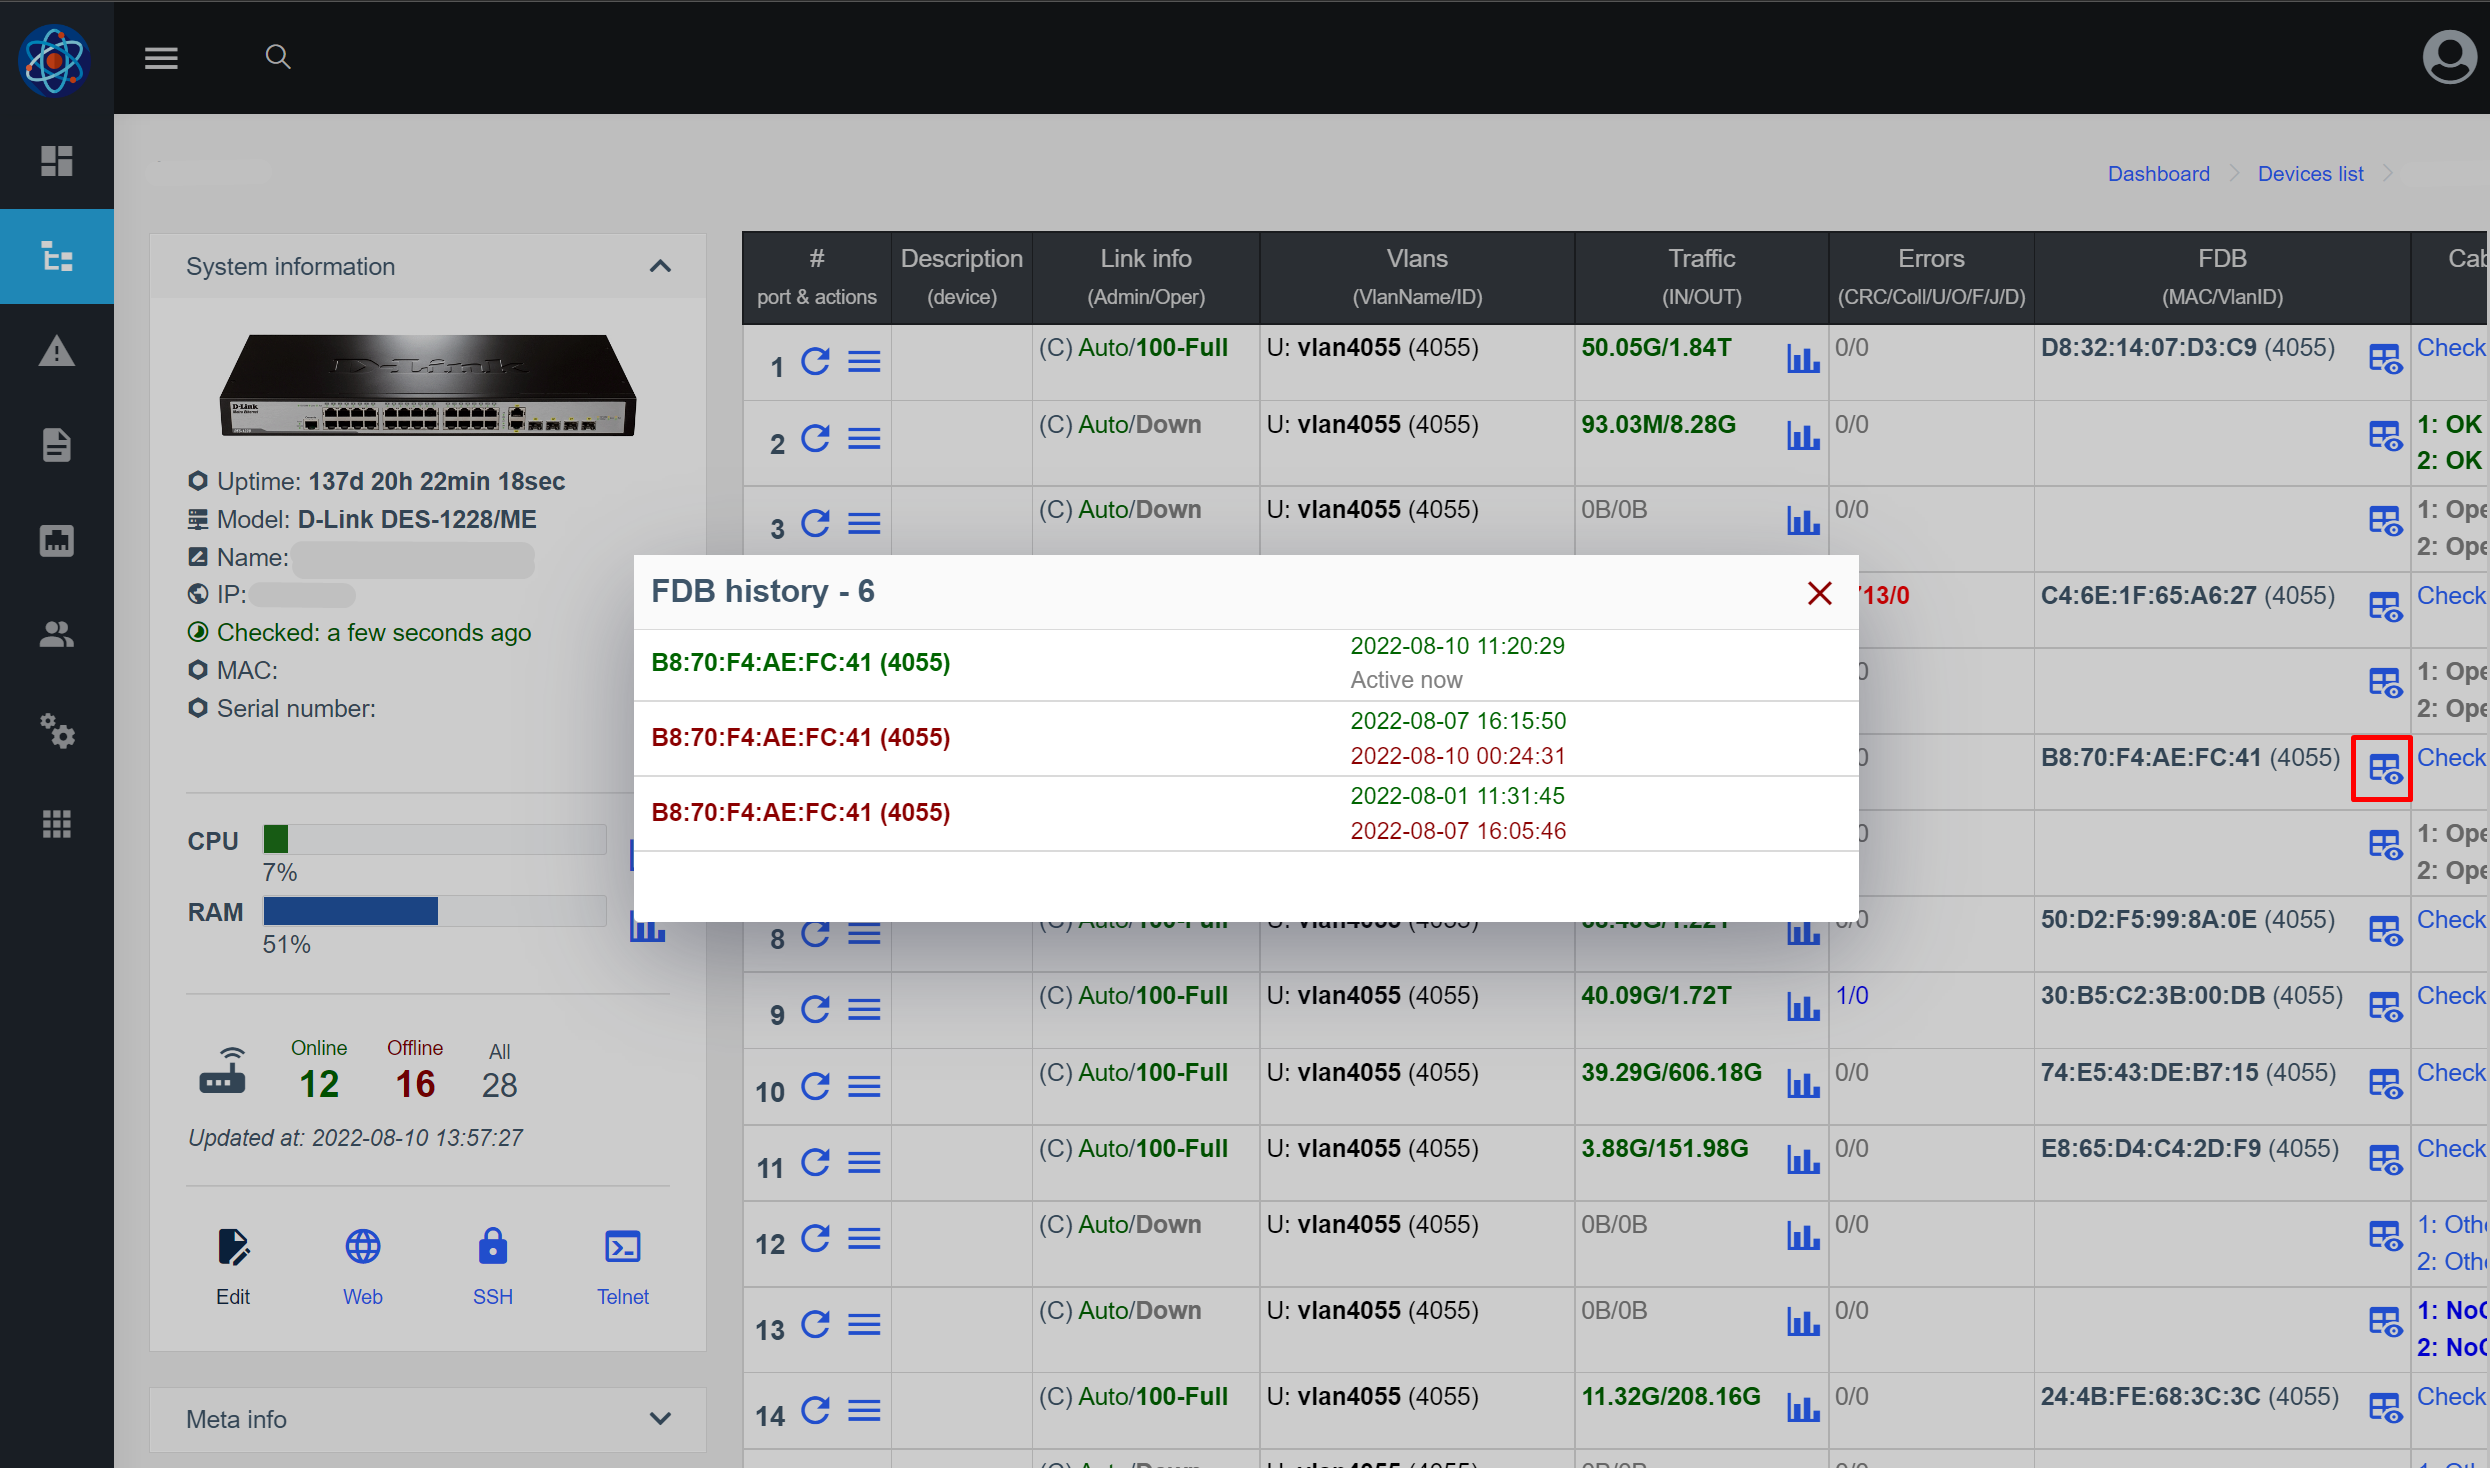 Dashboard
Devices list
System information
D-Link
D-Link
Uptime: 137d 20h 22min 18sec
Model: D-Link DES-1228/ME
Name:
IP:
Checked: a few seconds ago
MAC:
Serial number:
CPU
7%
RAM
51%
Online Offline All
12 16 28
Updated at: 2022-08-10 13:57:27
Edit Web SSH Telnet
Meta info
# Description Link info Vlans Traffic Errors FDB
port & actions (device) (Admin/Oper) (VlanName/ID) (IN/OUT) (CRC/Coll/U/O/F/J/D) (MAC/VlanID)
1 (C) Auto/100-Full U: vlan4055 (4055) 50.05G/1.84T 0/0 D8:32:14:07:D3:C9 (4055) Check
2 (C) Auto/Down U: vlan4055 (4055) 93.03M/8.28G 0/0 1: OK
2: OK
3 (C) Auto/Down U: vlan4055 (4055) 0B/0B 0/0 1: Ope
2: Ope
13/0 C4:6E:1F:65:A6:27 (4055) Check
0 1: Ope
2: Ope
0 B8:70:F4:AE:FC:41 (4055) Check
0 1: Ope
2: Ope
FDB history - 6
B8:70:F4:AE:FC:41 (4055) 2022-08-10 11:20:29
Active now
B8:70:F4:AE:FC:41 (4055) 2022-08-07 16:15:50
2022-08-10 00:24:31
B8:70:F4:AE:FC:41 (4055) 2022-08-01 11:31:45
2022-08-07 16:05:46
8 (C) Auto/100-Full U: vlan4055 (4055) 0/0 50:D2:F5:99:8A:0E (4055) Check
9 (C) Auto/100-Full U: vlan4055 (4055) 40.09G/1.72T 1/0 30:B5:C2:3B:00:DB (4055) Check
10 (C) Auto/100-Full U: vlan4055 (4055) 39.29G/606.18G 0/0 74:E5:43:DE:B7:15 (4055) Check
11 (C) Auto/100-Full U: vlan4055 (4055) 3.88G/151.98G 0/0 E8:65:D4:C4:2D:F9 (4055) Check
12 (C) Auto/Down U: vlan4055 (4055) 0B/0B 0/0 1: Othe
2: Othe
13 (C) Auto/Down U: vlan4055 (4055) 0B/0B 0/0 1: NoC
2: NoC
14 (C) Auto/100-Full U: vlan4055 (4055) 11.32G/208.16G 0/0 24:4B:FE:68:3C:3C (4055) Check